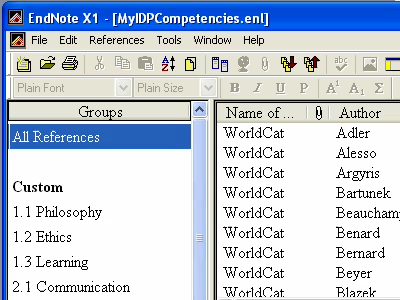 EndNote X1 - [MyIDPCompetencies.enl]
File Edit References Tools Window Help
Plain Font Plain Size B I U P A¹ A₁ Σ
Groups
Name of ... Author
All References
WorldCat Adler
WorldCat Alesso
WorldCat Argyris
Custom
WorldCat Bartunek
1.1 Philosophy
WorldCat Beaucham
1.2 Ethics
WorldCat Benard
1.3 Learning
WorldCat Bernard
WorldCat Beyer
2.1 Communication
WorldCat Blazek